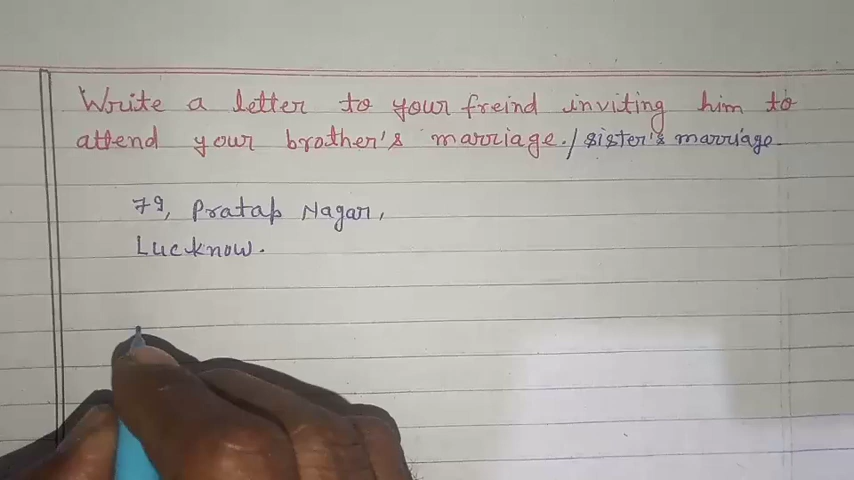 Write a letter to your freind inviting him to
attend your brother's marriage./sister's marriage.
79, Pratap Nagar,
Lucknow.